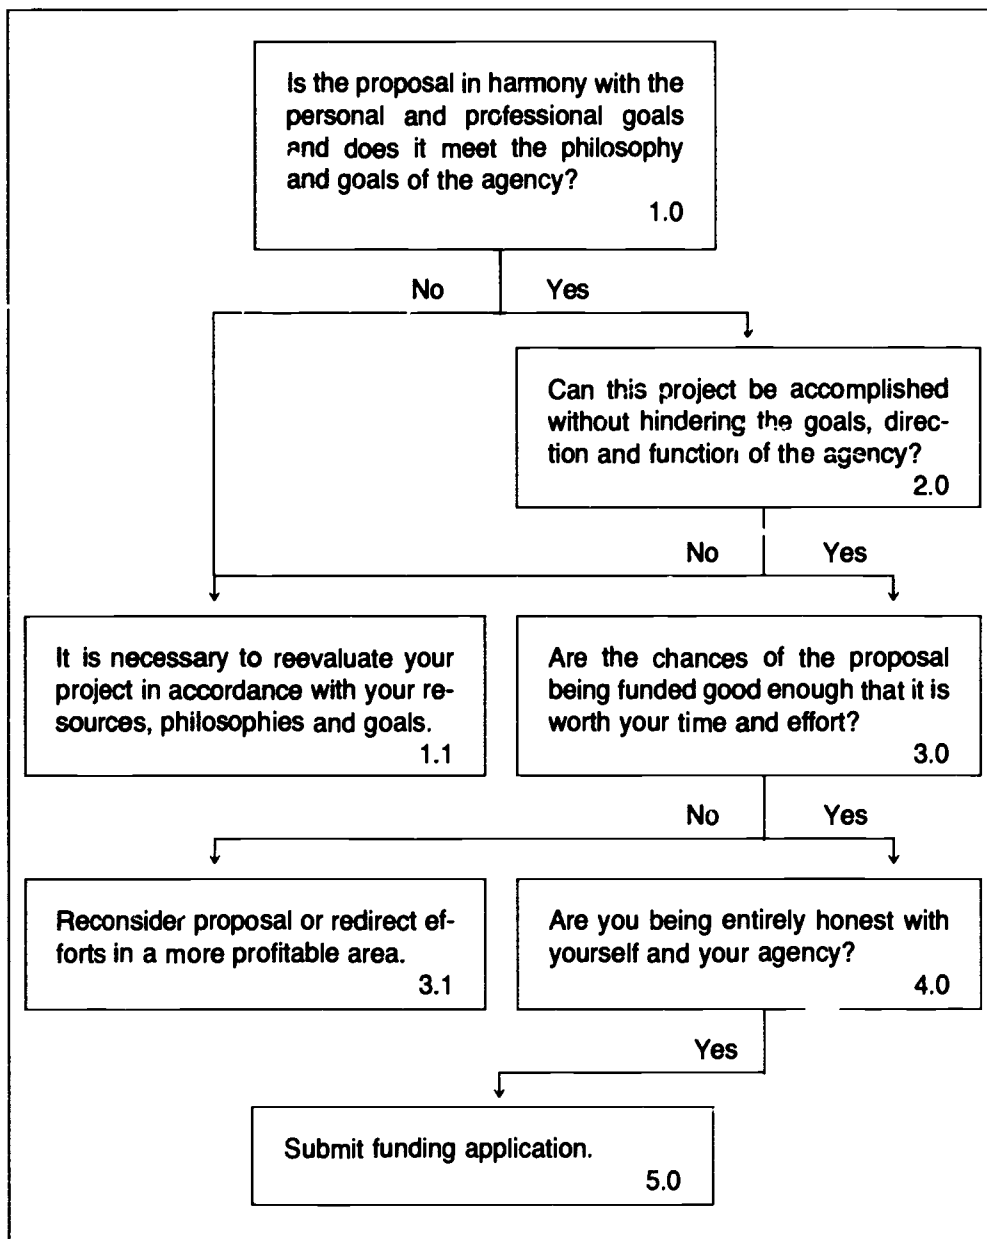 Is the proposal in harmony with the
personal and professional goals
and does it meet the philosophy
and goals of the agency?
1.0
No Yes
Can this project be accomplished
without hindering the goals, direc-
tion and function of the agency?
2.0
No Yes
It is necessary to reevaluate your
project in accordance with your re-
sources, philosophies and goals.
1.1
Are the chances of the proposal
being funded good enough that it is
worth your time and effort?
3.0
No Yes
Reconsider proposal or redirect ef-
forts in a more profitable area.
3.1
Are you being entirely honest with
yourself and your agency?
4.0
Yes
Submit funding application.
5.0